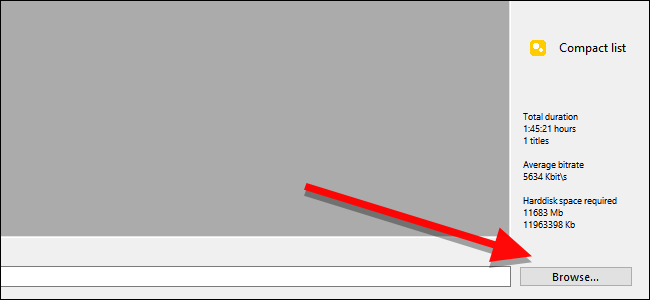 Compact list
Total duration
1:45:21 hours
1 titles
Average bitrate
5634 Kbit\s
Harddisk space required
11683 Mb
11963398 Kb
Browse...